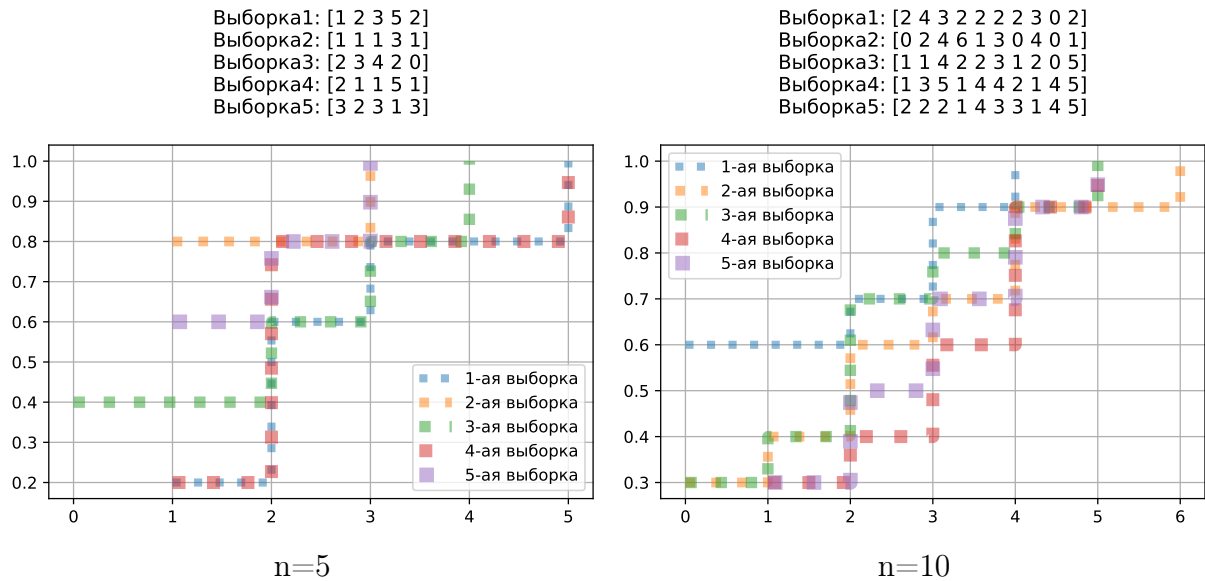 Выборка1: [1 2 3 5 2]
Выборка2: [1 1 1 3 1]
Выборка3: [2 3 4 2 0]
Выборка4: [2 1 1 5 1]
Выборка5: [3 2 3 1 3]
1.0
0.9
0.8
0.7
0.6
0.5
0.4
0.3
0.2
0 1 2 3 4 5
1-ая выборка
2-ая выборка
3-ая выборка
4-ая выборка
5-ая выборка
n=5
Выборка1: [2 4 3 2 2 2 2 3 0 2]
Выборка2: [0 2 4 6 1 3 0 4 0 1]
Выборка3: [1 1 4 2 2 3 1 2 0 5]
Выборка4: [1 3 5 1 4 4 2 1 4 5]
Выборка5: [2 2 2 1 4 3 3 1 4 5]
1.0
0.9
0.8
0.7
0.6
0.5
0.4
0.3
0 1 2 3 4 5 6
1-ая выборка
2-ая выборка
3-ая выборка
4-ая выборка
5-ая выборка
n=10